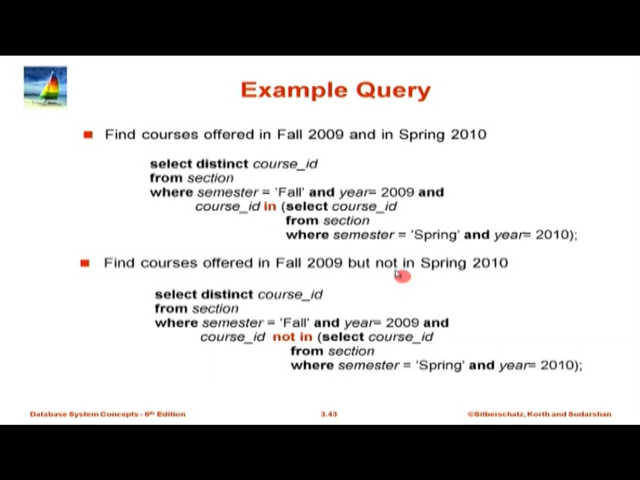 Example Query
Find courses offered in Fall 2009 and in Spring 2010
select distinct course_id
from section
where semester = 'Fall' and year= 2009 and
course_id in (select course_id
from section
where semester = 'Spring' and year= 2010);
Find courses offered in Fall 2009 but not in Spring 2010
select distinct course_id
from section
where semester = 'Fall' and year= 2009 and
course_id not in (select course_id
from section
where semester = 'Spring' and year= 2010);
Database System Concepts - 6th Edition
3.43
©Silberschatz, Korth and Sudarshan